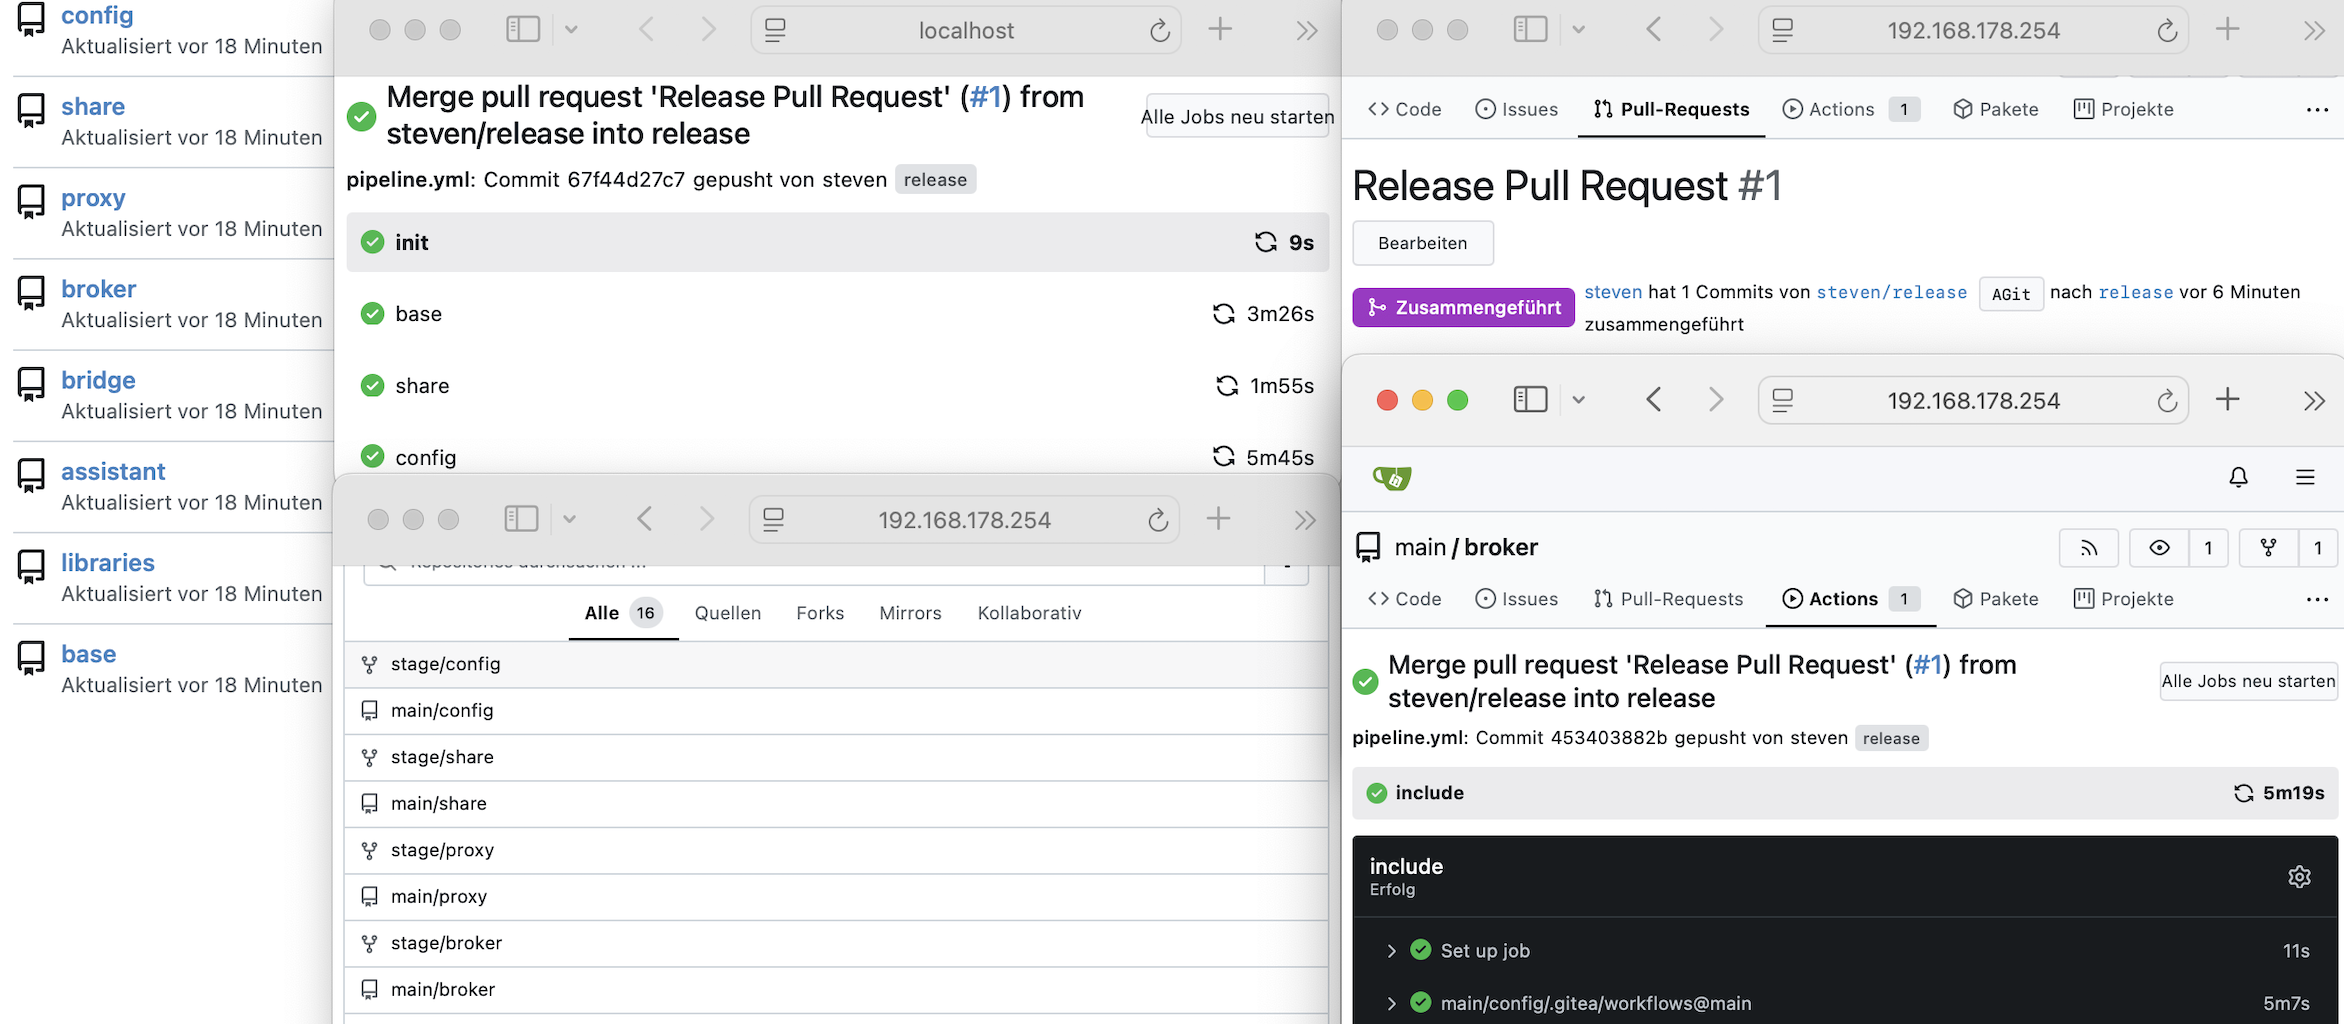 config
Aktualisiert vor 18 Minuten
share
Aktualisiert vor 18 Minuten
proxy
Aktualisiert vor 18 Minuten
broker
Aktualisiert vor 18 Minuten
bridge
Aktualisiert vor 18 Minuten
assistant
Aktualisiert vor 18 Minuten
libraries
Aktualisiert vor 18 Minuten
base
Aktualisiert vor 18 Minuten
localhost
Merge pull request 'Release Pull Request' (#1) from
steven/release into release
Alle Jobs neu starten
pipeline.yml: Commit 67f44d27c7 gepusht von steven release
init 9s
base 3m26s
share 1m55s
config 5m45s
192.168.178.254
Alle 16 Quellen Forks Mirrors Kollaborativ
stage/config
main/config
stage/share
main/share
stage/proxy
main/proxy
stage/broker
main/broker
192.168.178.254
Code Issues Pull-Requests Actions 1 Pakete Projekte
Release Pull Request #1
Bearbeiten
Zusammengeführt
steven hat 1 Commits von steven/release AGit nach release vor 6 Minuten
zusammengeführt
192.168.178.254
main / broker
1 1
Code Issues Pull-Requests Actions 1 Pakete Projekte
Merge pull request 'Release Pull Request' (#1) from
steven/release into release
Alle Jobs neu starten
pipeline.yml: Commit 453403882b gepusht von steven release
include 5m19s
include
Erfolg
Set up job 11s
main/config/.gitea/workflows@main 5m7s